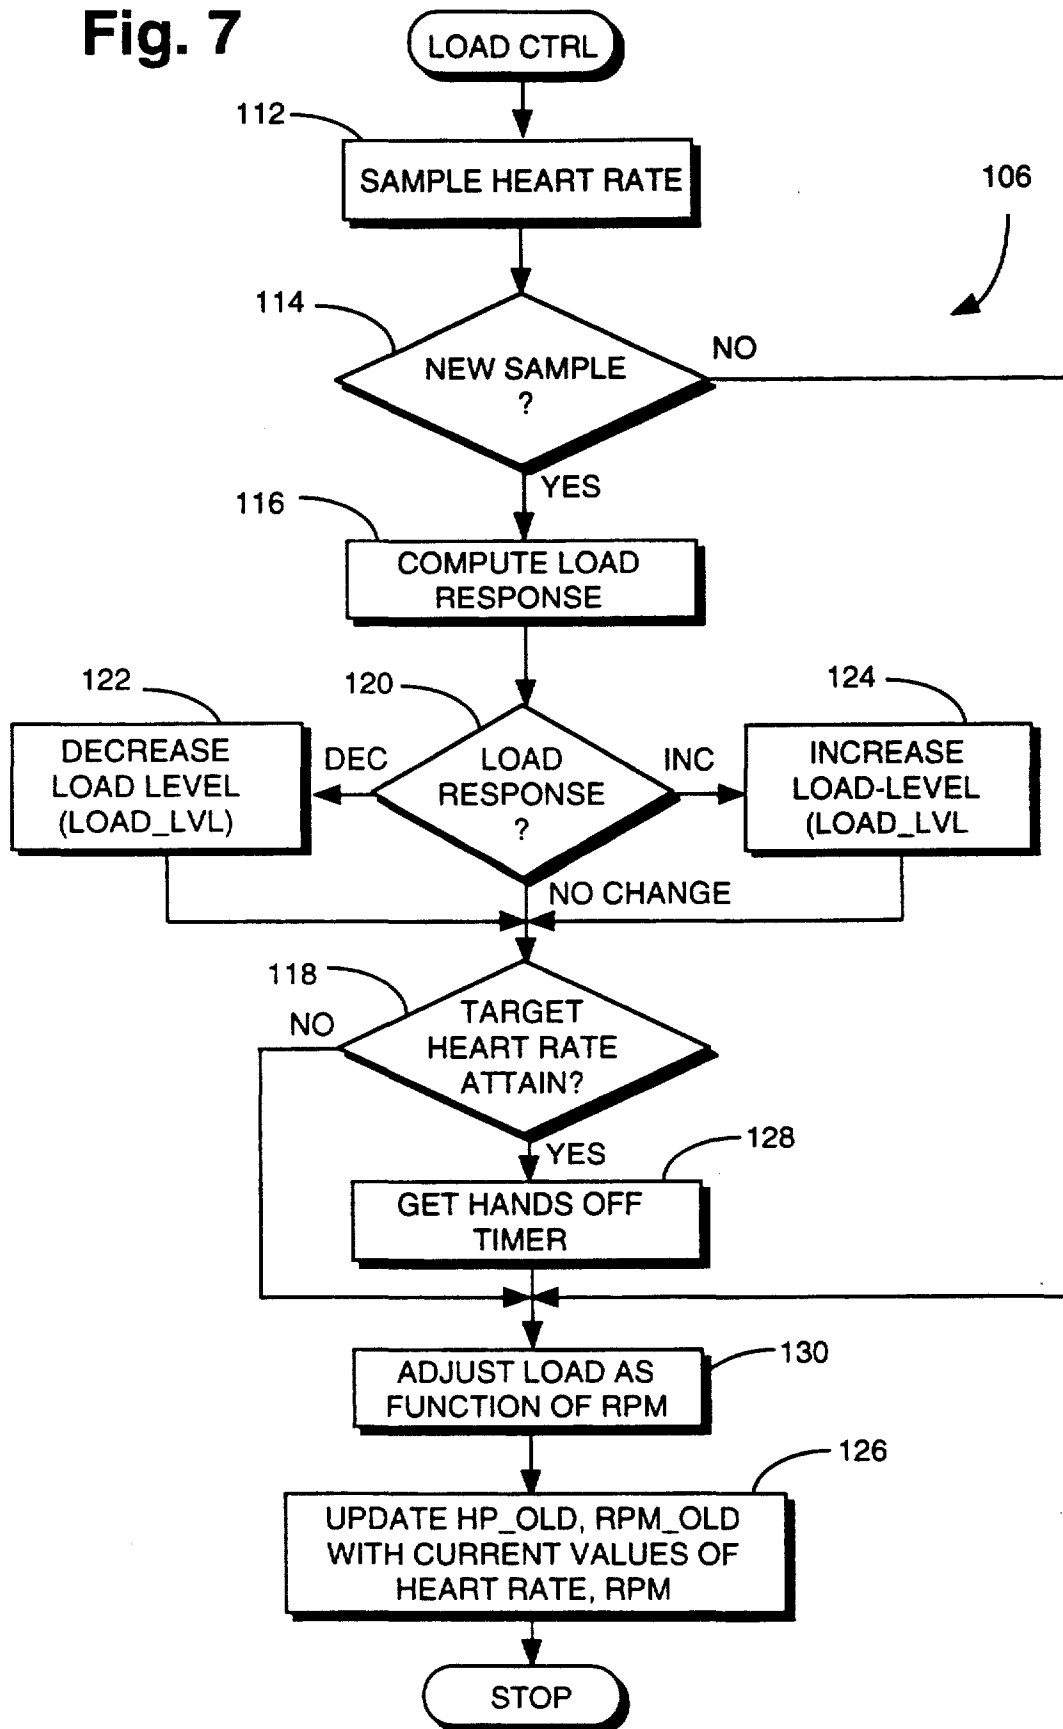 Fig. 7
LOAD CTRL
112
SAMPLE HEART RATE
106
114
NEW SAMPLE
?
NO
YES
116
COMPUTE LOAD
RESPONSE
122
DECREASE
LOAD LEVEL
(LOAD_LVL)
DEC
120
LOAD
RESPONSE
?
INC
124
INCREASE
LOAD-LEVEL
(LOAD_LVL
NO CHANGE
118
NO
TARGET
HEART RATE
ATTAIN?
YES
128
GET HANDS OFF
TIMER
130
ADJUST LOAD AS
FUNCTION OF RPM
126
UPDATE HP_OLD, RPM_OLD
WITH CURRENT VALUES OF
HEART RATE, RPM
STOP